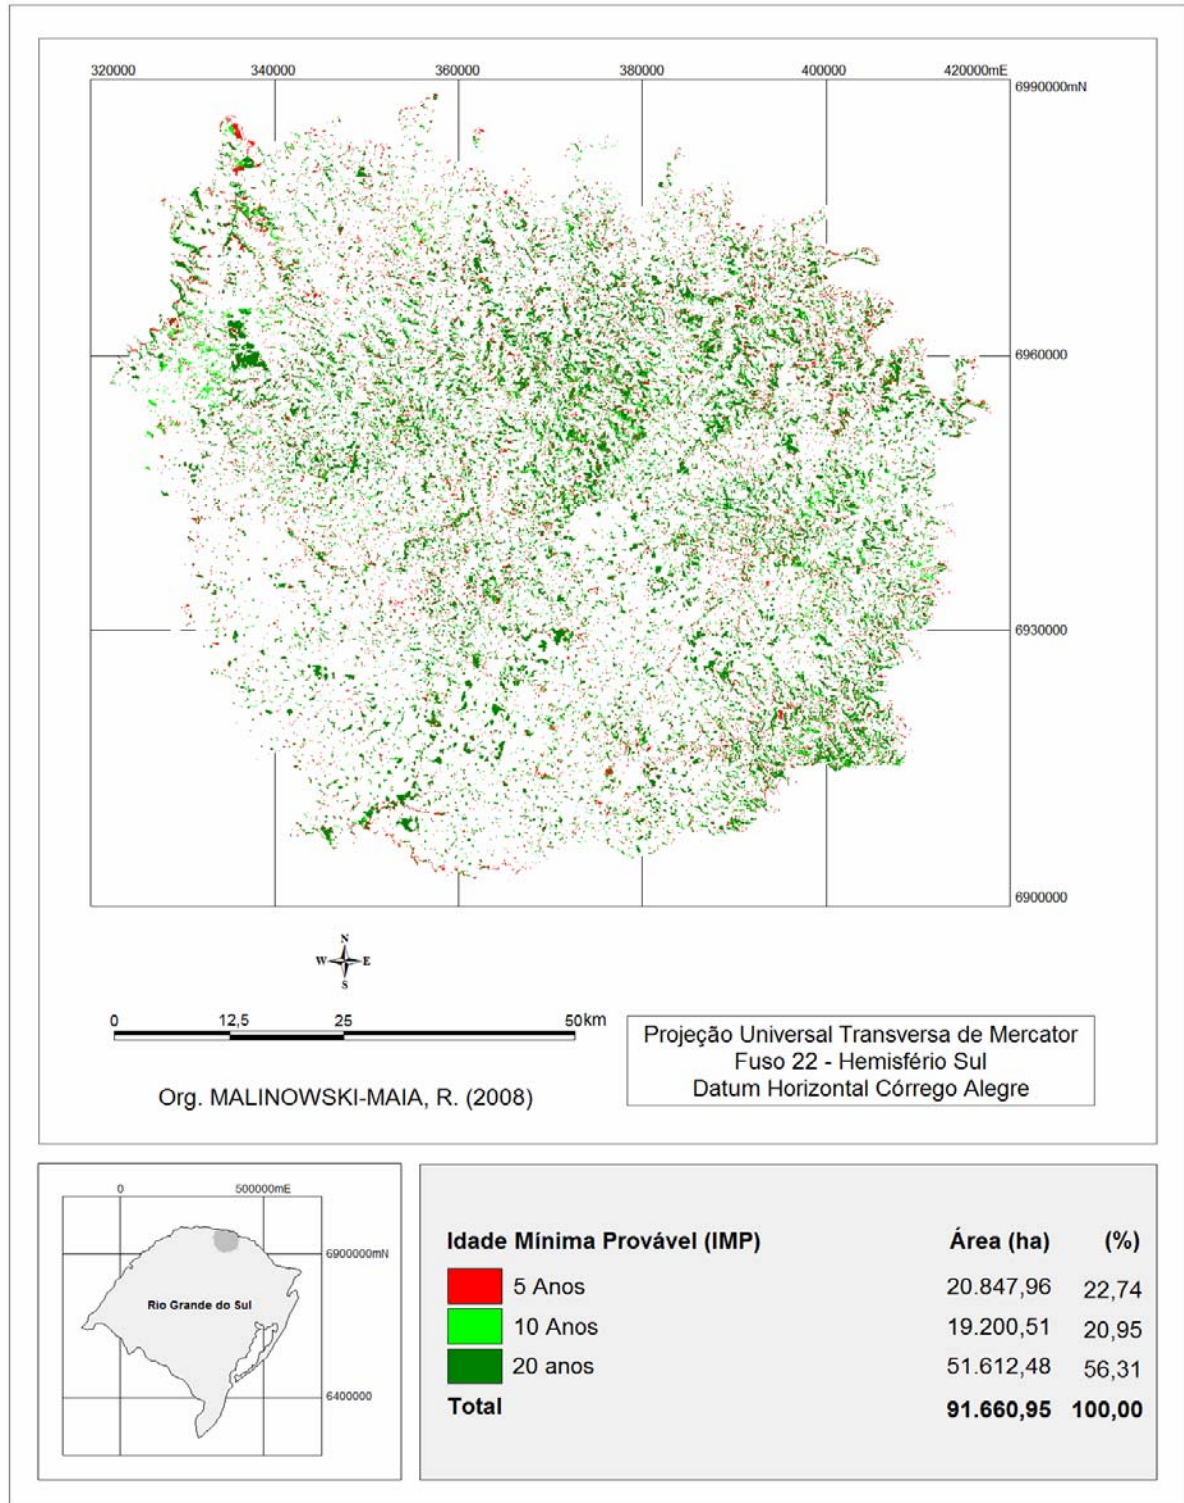 320000 340000 360000 380000 400000 420000mE
6990000mN
6960000
6930000
6900000
N
W E
S
0 12,5 25 50km
Projeção Universal Transversa de Mercator
Fuso 22 - Hemisfério Sul
Datum Horizontal Córrego Alegre
Org. MALINOWSKI-MAIA, R. (2008)
0 500000mE
6900000mN
Rio Grande do Sul
6400000
Idade Mínima Provável (IMP) Área (ha) (%)
5 Anos 20.847,96 22,74
10 Anos 19.200,51 20,95
20 anos 51.612,48 56,31
Total 91.660,95 100,00